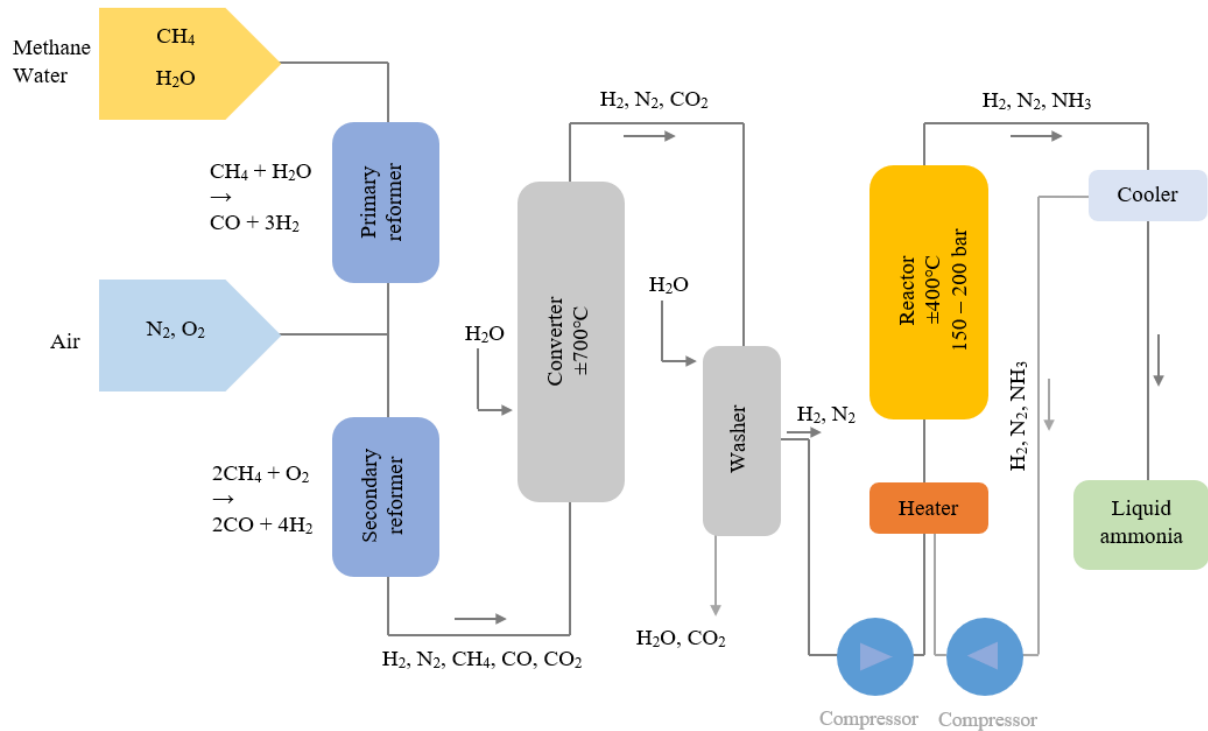 Methane
Water
CH₄
H₂O
CH₄ + H₂O
→
CO + 3H₂
Primary
reformer
Air
N₂, O₂
2CH₄ + O₂
→
2CO + 4H₂
Secondary
reformer
H₂, N₂, CH₄, CO, CO₂
H₂O
Converter
±700℃
H₂, N₂, CO₂
H₂O
Washer
H₂O, CO₂
H₂, N₂
Compressor
Compressor
Heater
Reactor
±400℃
150 – 200 bar
H₂, N₂, NH₃
Cooler
H₂, N₂, NH₃
Liquid
ammonia